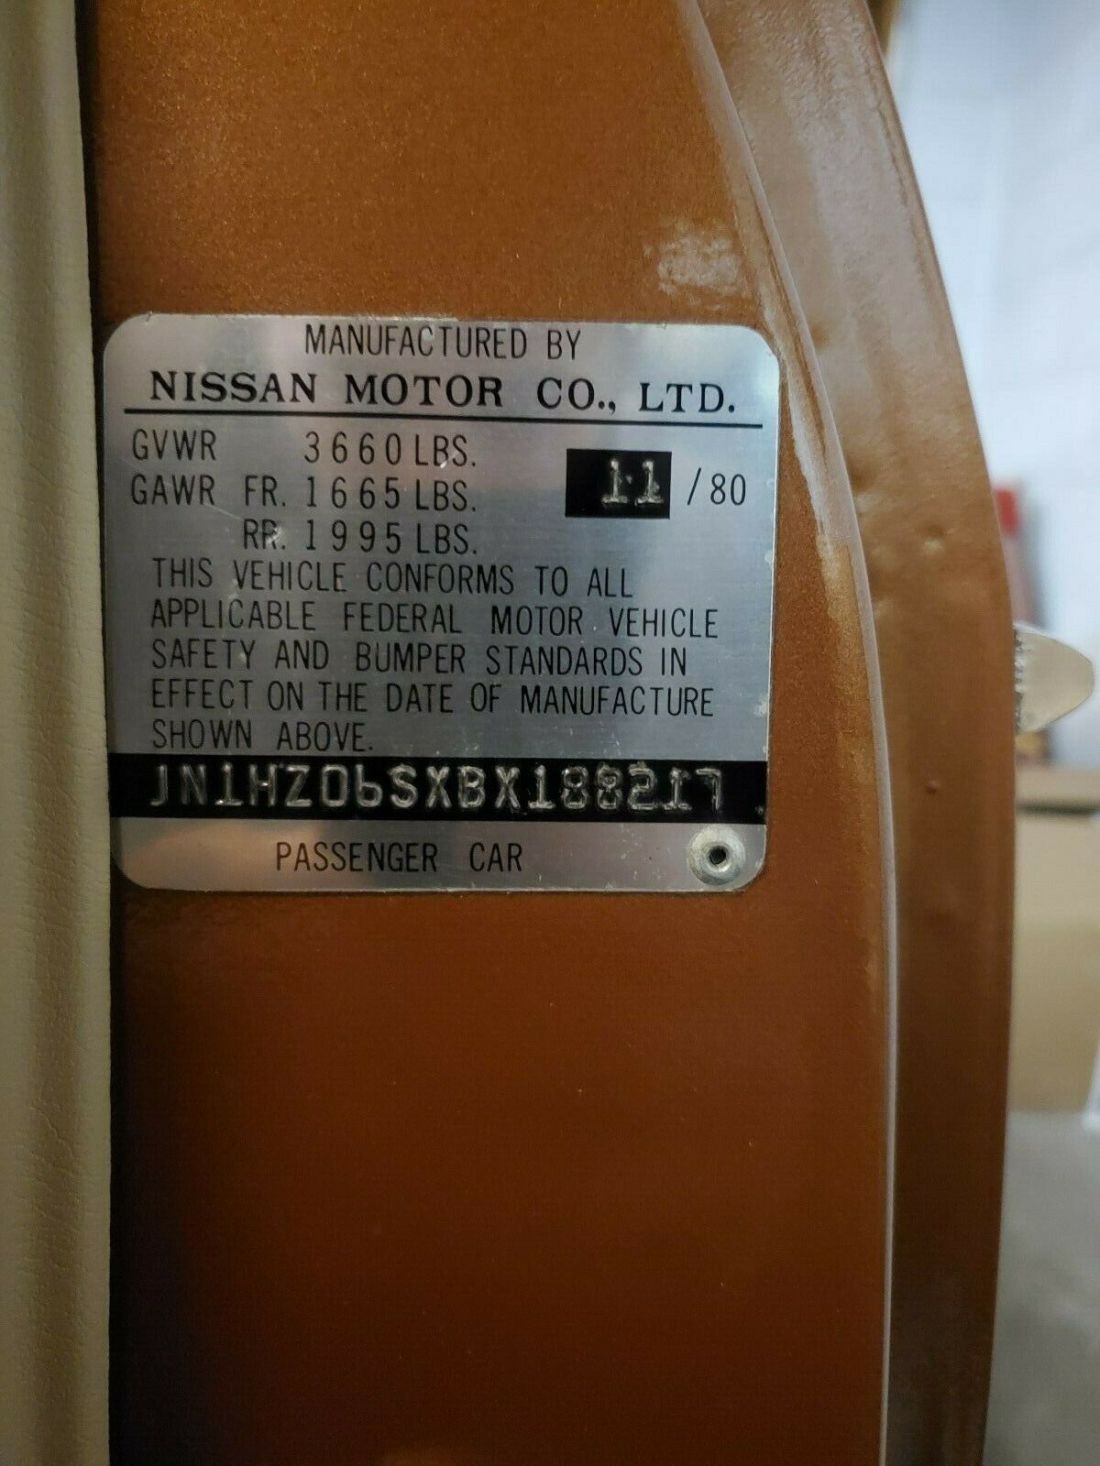 MANUFACTURED BY
NISSAN MOTOR CO., LTD.
GVWR 3660 LBS.
GAWR FR. 1665 LBS. 11 /80
RR. 1995 LBS.
THIS VEHICLE CONFORMS TO ALL
APPLICABLE FEDERAL MOTOR VEHICLE
SAFETY AND BUMPER STANDARDS IN
EFFECT ON THE DATE OF MANUFACTURE
SHOWN ABOVE.
JN1HZ06SXBX188217
PASSENGER CAR